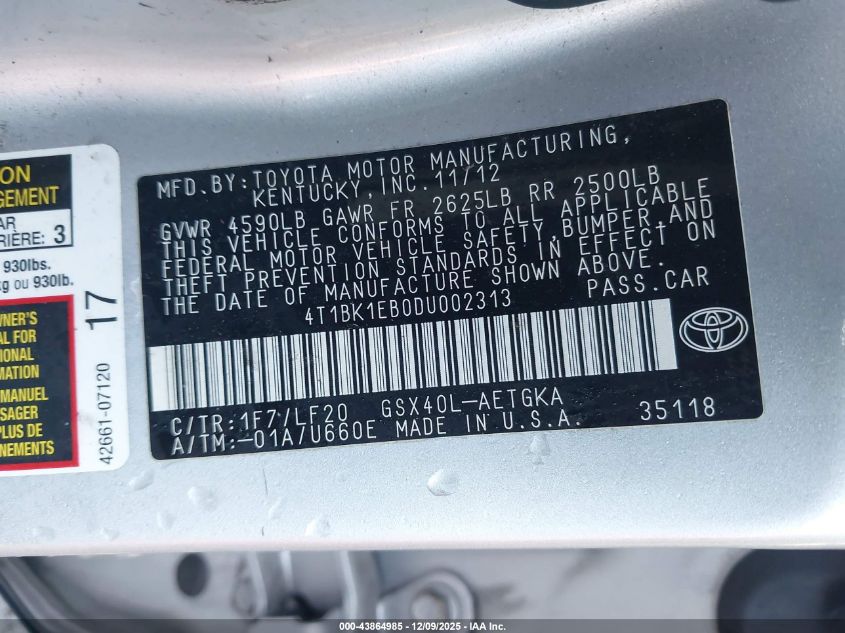 ON
GEMENT
AR
RIÈRE: 3
930lbs.
kg ou 930lb.
WNER'S
AL FOR
IONAL
MATION
MANUEL
SAGER
PLUS DE
NEMENTS
17
42661-07120
MFD. BY: TOYOTA MOTOR MANUFACTURING,
KENTUCKY, INC. 11/12
GVWR 4590LB GAWR FR 2625LB RR 2500LB
THIS VEHICLE CONFORMS TO ALL APPLICABLE
FEDERAL MOTOR VEHICLE SAFETY, BUMPER, AND
THEFT PREVENTION STANDARDS IN EFFECT ON
THE DATE OF MANUFACTURE SHOWN ABOVE.
4T1BK1EB0DU002313 PASS. CAR
C/TR: 1F7/LF20 GSX40L-AETGKA
A/TM: -01A/U660E MADE IN U.S.A. 35118
000-43864985 - 12/09/2025 - IAA Inc.